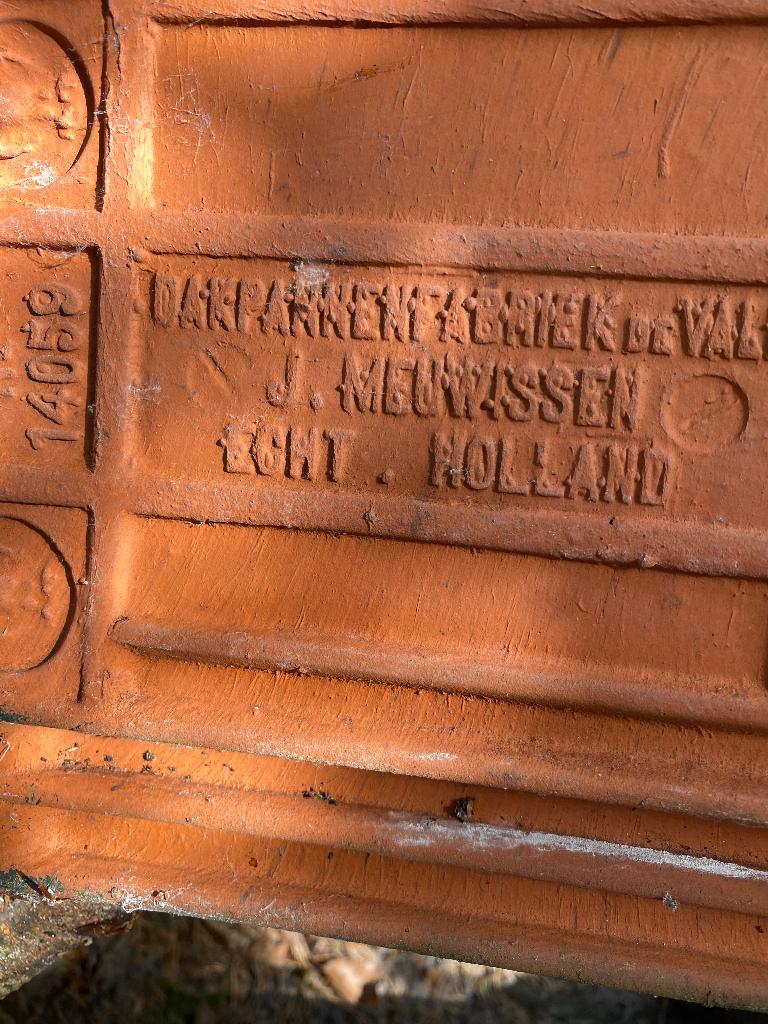 DAKPANNENFABRIEK DE VAL
J. MEUWISSEN
ECHT . HOLLAND
14059